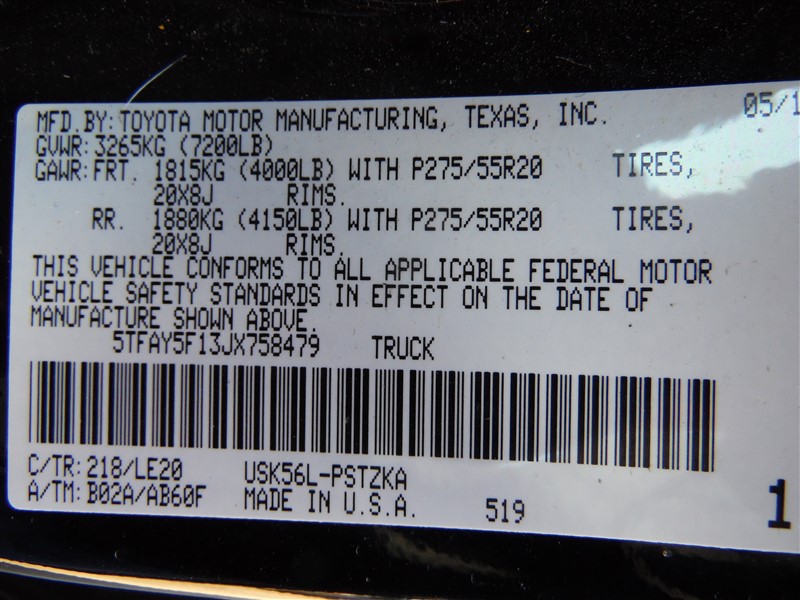 MFD.BY:TOYOTA MOTOR MANUFACTURING, TEXAS, INC. 05/1
GVWR:3265KG (7200LB)
GAWR:FRT. 1815KG (4000LB) WITH P275/55R20 TIRES,
20X8J RIMS.
RR. 1880KG (4150LB) WITH P275/55R20 TIRES,
20X8J RIMS.
THIS VEHICLE CONFORMS TO ALL APPLICABLE FEDERAL MOTOR
VEHICLE SAFETY STANDARDS IN EFFECT ON THE DATE OF
MANUFACTURE SHOWN ABOVE.
5TFAY5F13JX758479 TRUCK
C/TR:218/LE20 USK56L-PSTZKA
A/TM:B02A/AB60F MADE IN U.S.A. 519 1